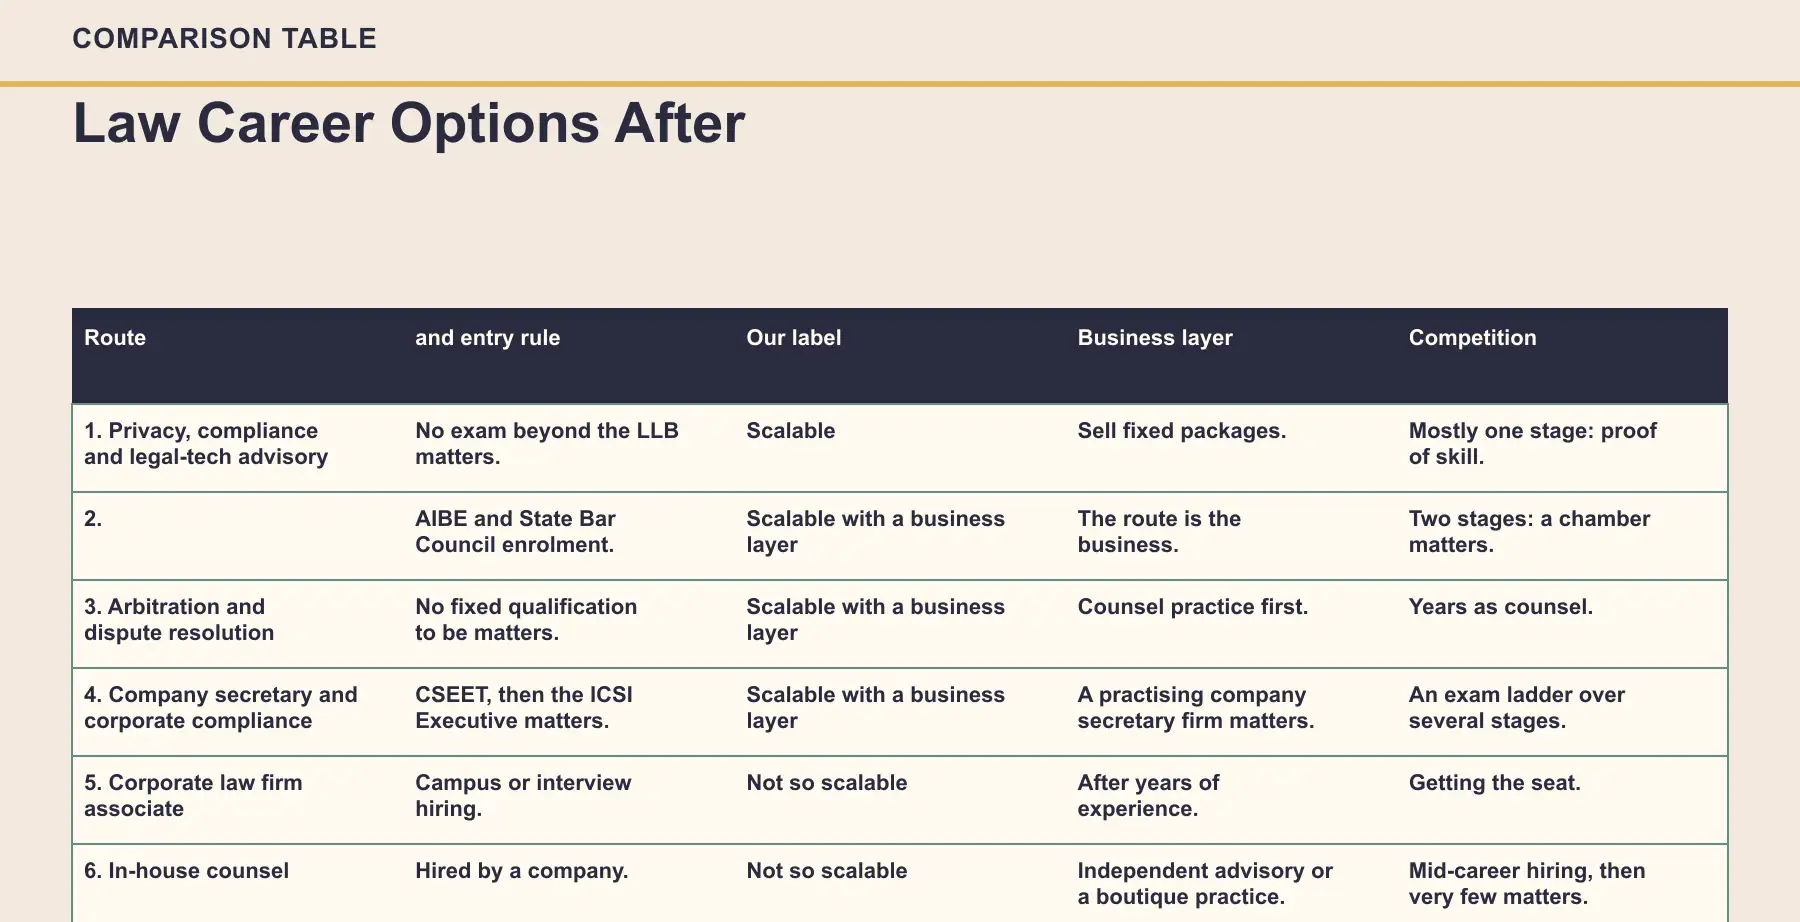 COMPARISON TABLE
Law Career Options After
Route and entry rule Our label Business layer Competition
1. Privacy, compliance No exam beyond the LLB Scalable Sell fixed packages. Mostly one stage: proof
and legal-tech advisory matters. of skill.
2. AIBE and State Bar Scalable with a business The route is the Two stages: a chamber
Council enrolment. layer business. matters.
3. Arbitration and No fixed qualification Scalable with a business Counsel practice first. Years as counsel.
dispute resolution to be matters. layer
4. Company secretary and CSEET, then the ICSI Scalable with a business A practising company An exam ladder over
corporate compliance Executive matters. layer secretary firm matters. several stages.
5. Corporate law firm Campus or interview Not so scalable After years of Getting the seat.
associate hiring. experience.
6. In-house counsel Hired by a company. Not so scalable Independent advisory or Mid-career hiring, then
a boutique practice. very few matters.